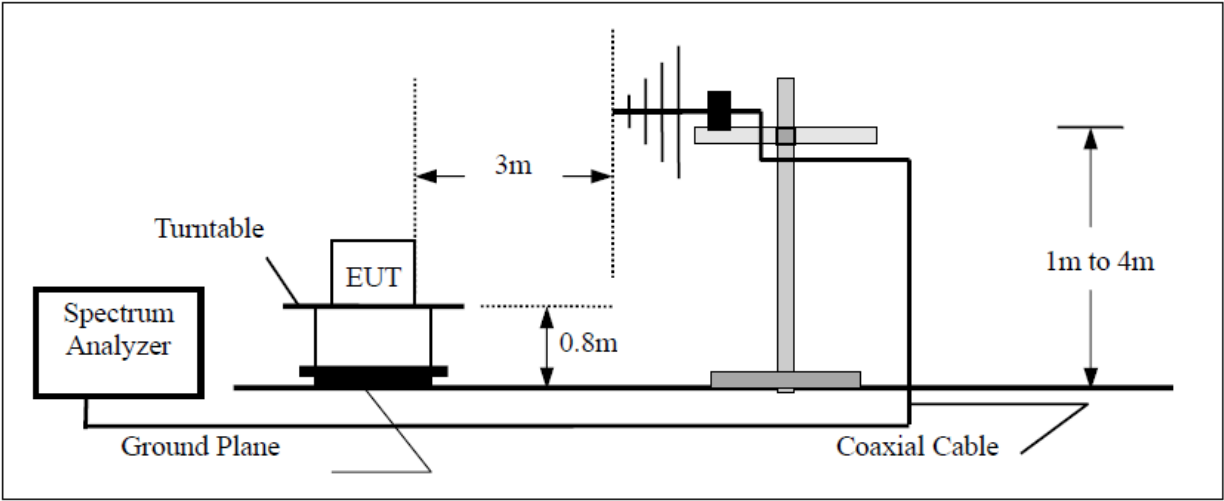 3m
Turntable
EUT
1m to 4m
Spectrum
Analyzer
0.8m
Ground Plane
Coaxial Cable